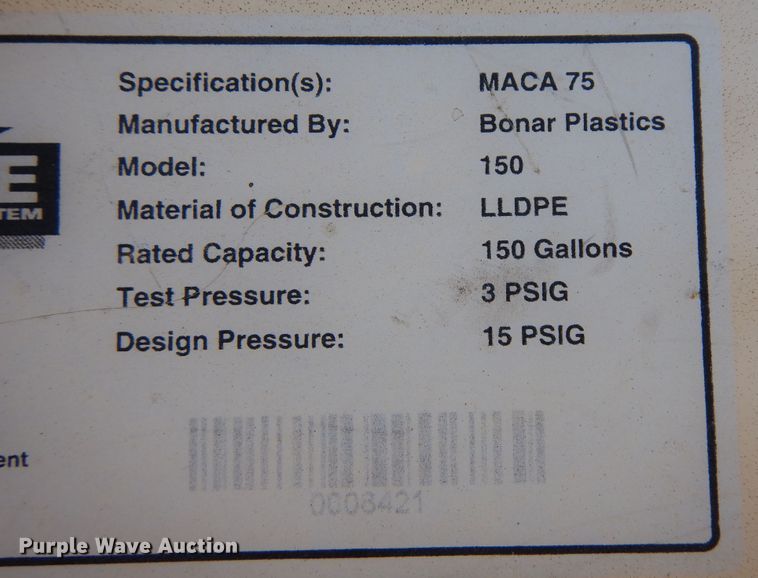 Specification(s): MACA 75
Manufactured By: Bonar Plastics
Model: 150
Material of Construction: LLDPE
Rated Capacity: 150 Gallons
Test Pressure: 3 PSIG
Design Pressure: 15 PSIG
E
TEM
ent
0006421
Purple Wave Auction